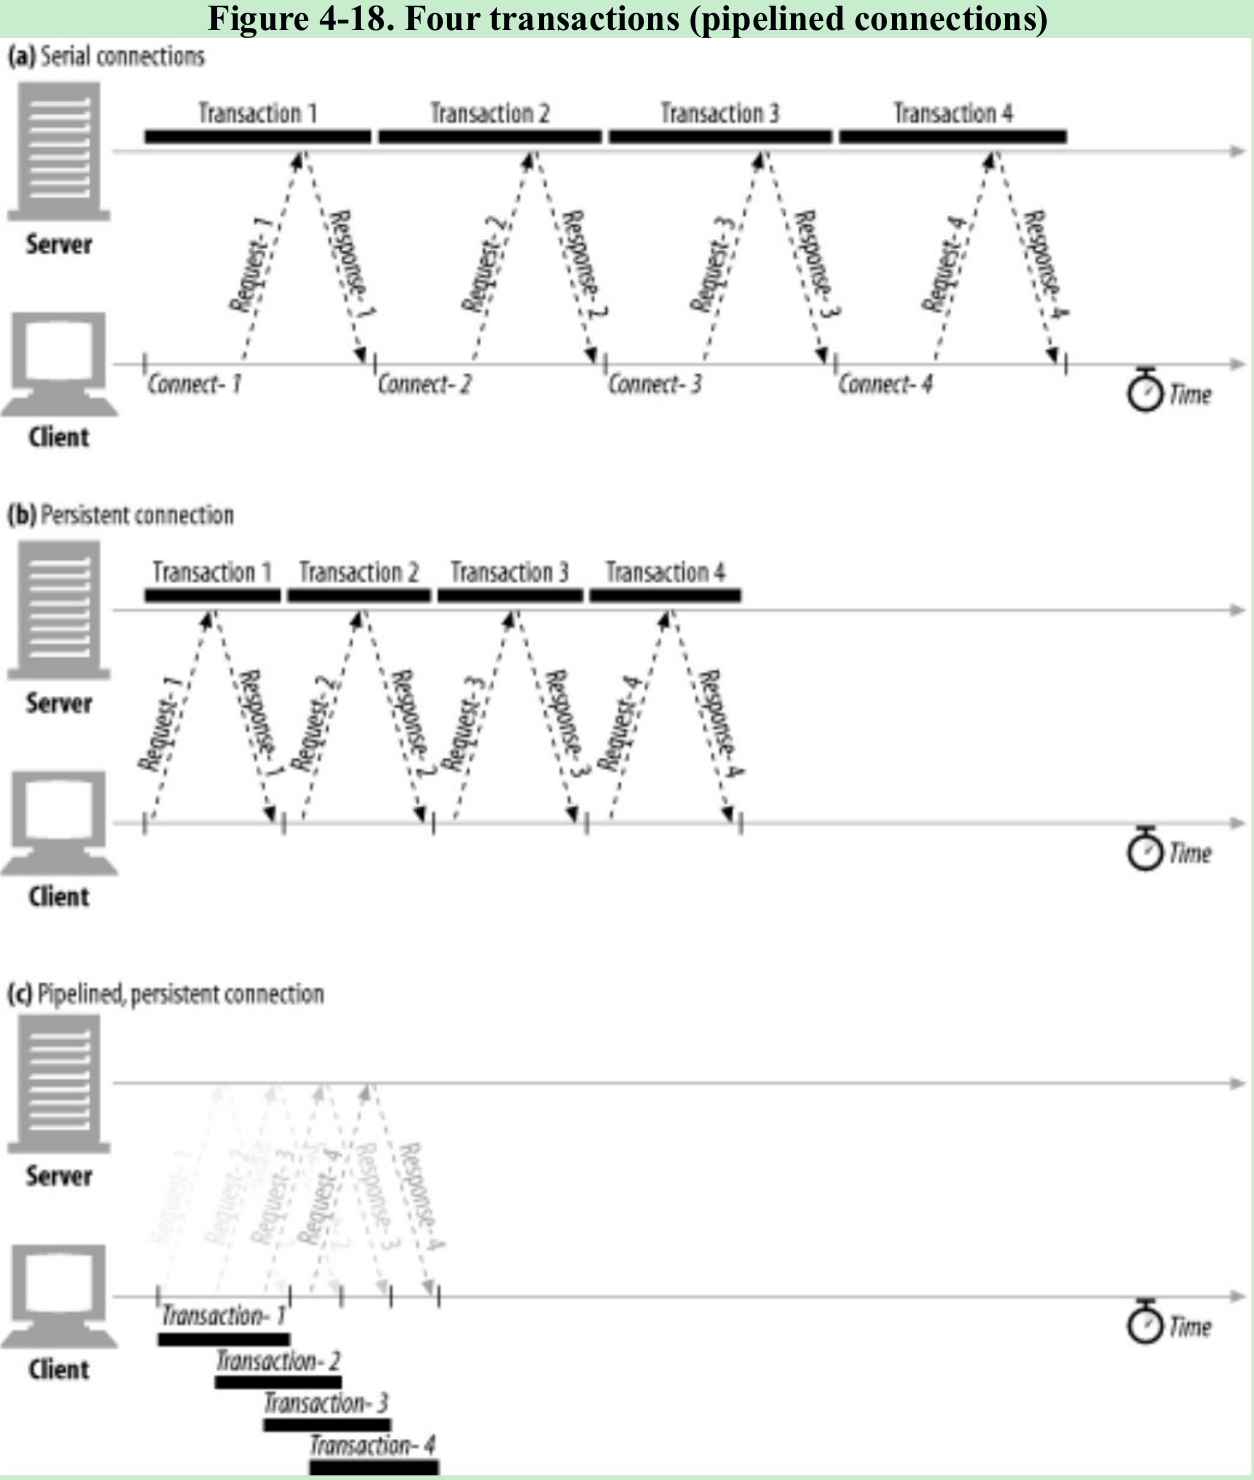 Figure 4-18. Four transactions (pipelined connections)
(a) Serial connections
Transaction 1 Transaction 2 Transaction 3 Transaction 4
Request- 1 Response- 1 Request- 2 Response- 2 Request- 3 Response- 3 Request- 4 Response- 4
Server
Connect- 1 Connect- 2 Connect- 3 Connect- 4
Time
Client
(b) Persistent connection
Transaction 1 Transaction 2 Transaction 3 Transaction 4
Request- 1 Response- 1 Request- 2 Response- 2 Request- 3 Response- 3 Request- 4 Response- 4
Server
Time
Client
(c) Pipelined, persistent connection
Request- 1 Request- 2 Request- 3 Request- 4 Response- 3 Response- 4
Server
Transaction- 1
Time
Client
Transaction- 2
Transaction- 3
Transaction- 4